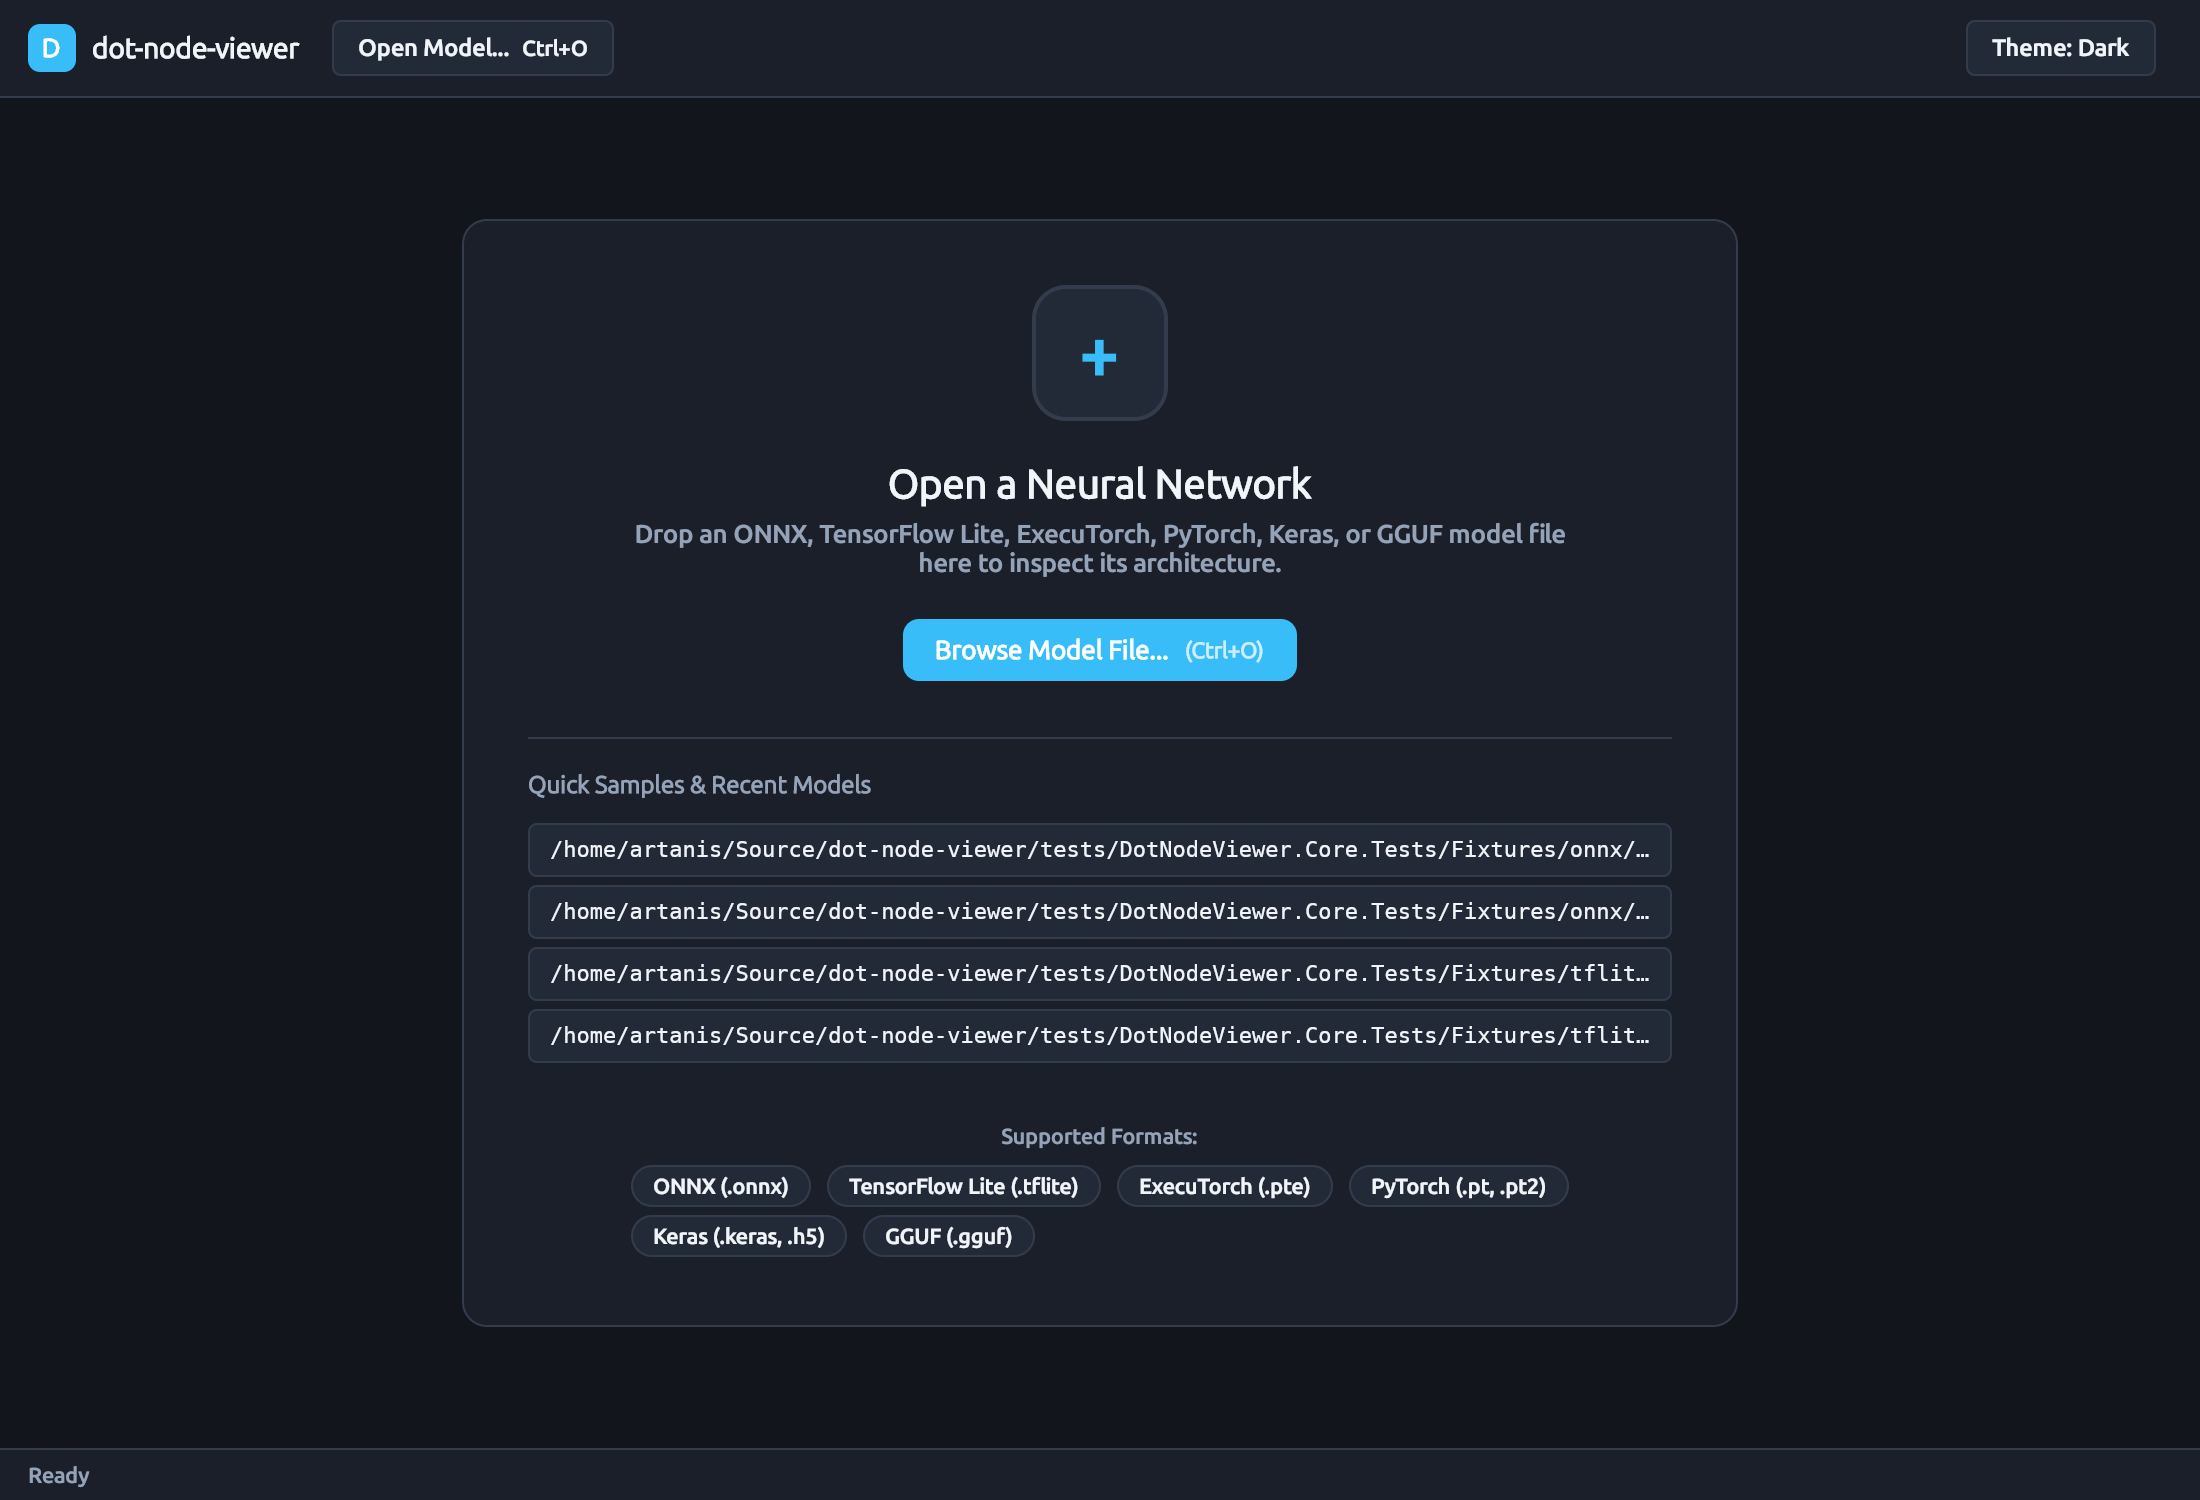 D dot-node-viewer Open Model... Ctrl+O Theme: Dark
+
Open a Neural Network
Drop an ONNX, TensorFlow Lite, ExecuTorch, PyTorch, Keras, or GGUF model file
here to inspect its architecture.
Browse Model File... (Ctrl+O)
Quick Samples & Recent Models
/home/artanis/Source/dot-node-viewer/tests/DotNodeViewer.Core.Tests/Fixtures/onnx/…
/home/artanis/Source/dot-node-viewer/tests/DotNodeViewer.Core.Tests/Fixtures/onnx/…
/home/artanis/Source/dot-node-viewer/tests/DotNodeViewer.Core.Tests/Fixtures/tflit…
/home/artanis/Source/dot-node-viewer/tests/DotNodeViewer.Core.Tests/Fixtures/tflit…
Supported Formats:
ONNX (.onnx) TensorFlow Lite (.tflite) ExecuTorch (.pte) PyTorch (.pt, .pt2)
Keras (.keras, .h5) GGUF (.gguf)
Ready